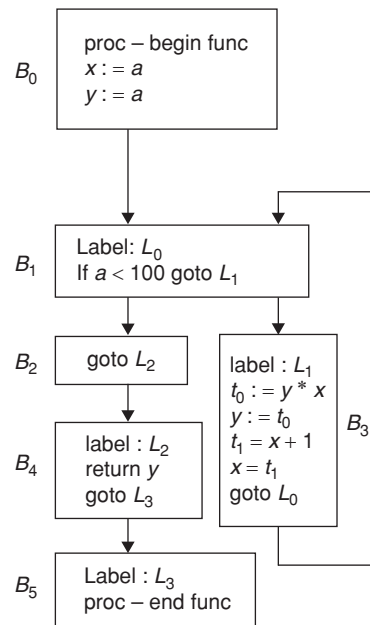 B0
proc – begin func
x : = a
y : = a
B1
Label: L0
If a < 100 goto L1
B2
goto L2
B4
label : L2
return y
goto L3
B3
label : L1
t0 : = y * x
y : = t0
t1 = x + 1
x = t1
goto L0
B5
Label : L3
proc – end func